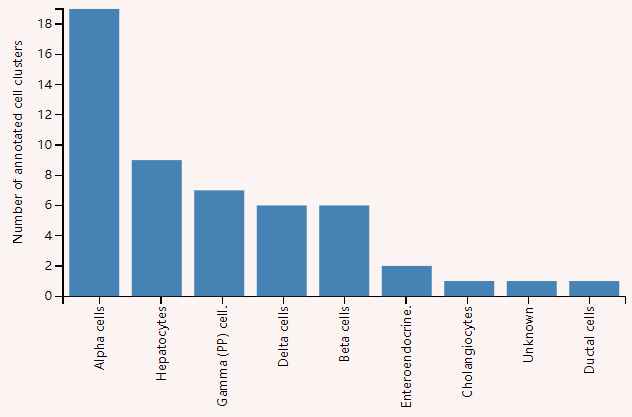 Number of annotated cell clusters
18
16
14
12
10
8
6
4
2
0
Alpha cells
Hepatocytes
Gamma (PP) cell.
Delta cells
Beta cells
Enteroendocrine.
Cholangiocytes
Unknown
Ductal cells